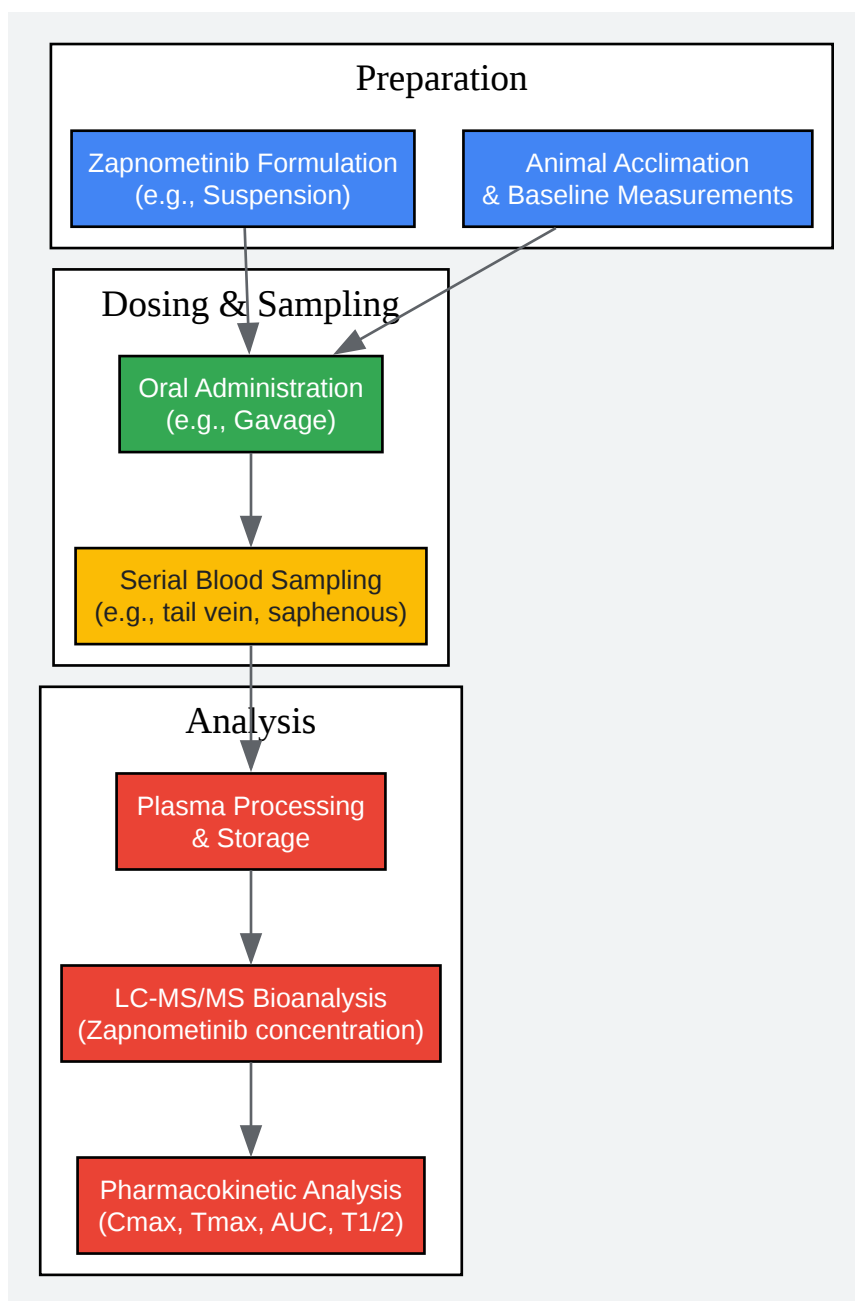 Preparation
Zapnometinib Formulation
(e.g., Suspension)
Animal Acclimation
& Baseline Measurements
Dosing & Sampling
Oral Administration
(e.g., Gavage)
Serial Blood Sampling
(e.g., tail vein, saphenous)
Analysis
Plasma Processing
& Storage
LC-MS/MS Bioanalysis
(Zapnometinib concentration)
Pharmacokinetic Analysis
(Cmax, Tmax, AUC, T1/2)